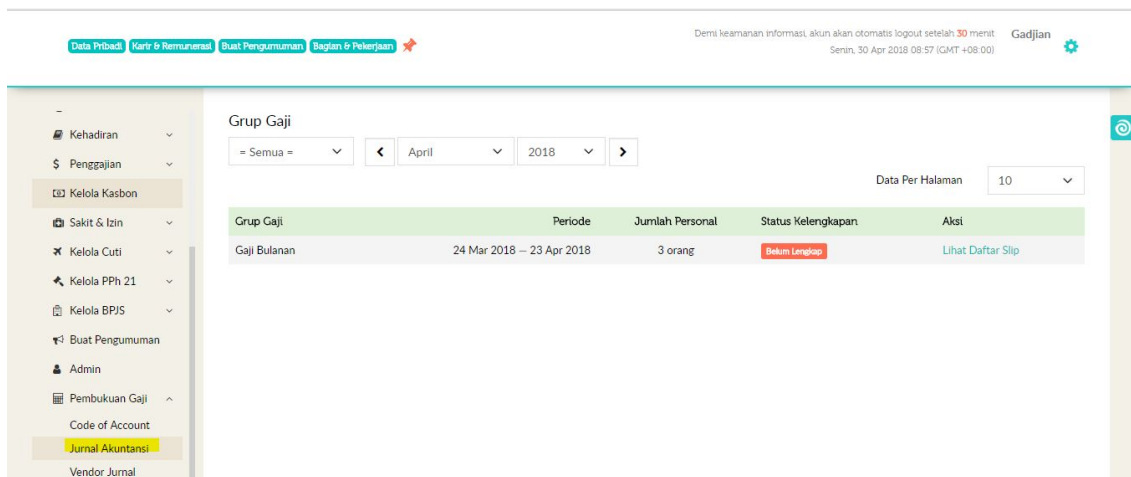 Data Pribadi Karir & Remunerasi Buat Pengumuman Bagian & Pekerjaan
Demi keamanan informasi, akun akan otomatis logout setelah 30 menit
Senin, 30 Apr 2018 08:57 (GMT +08:00)
Gadjian
Kehadiran
$ Penggajian
Kelola Kasbon
Sakit & Izin
Kelola Cuti
Kelola PPh 21
Kelola BPJS
Buat Pengumuman
Admin
Pembukuan Gaji
Code of Account
Jurnal Akuntansi
Vendor Jurnal
Grup Gaji
= Semua = April 2018
Data Per Halaman 10
Grup Gaji Periode Jumlah Personal Status Kelengkapan Aksi
Gaji Bulanan 24 Mar 2018 — 23 Apr 2018 3 orang Belum Lengkap Lihat Daftar Slip